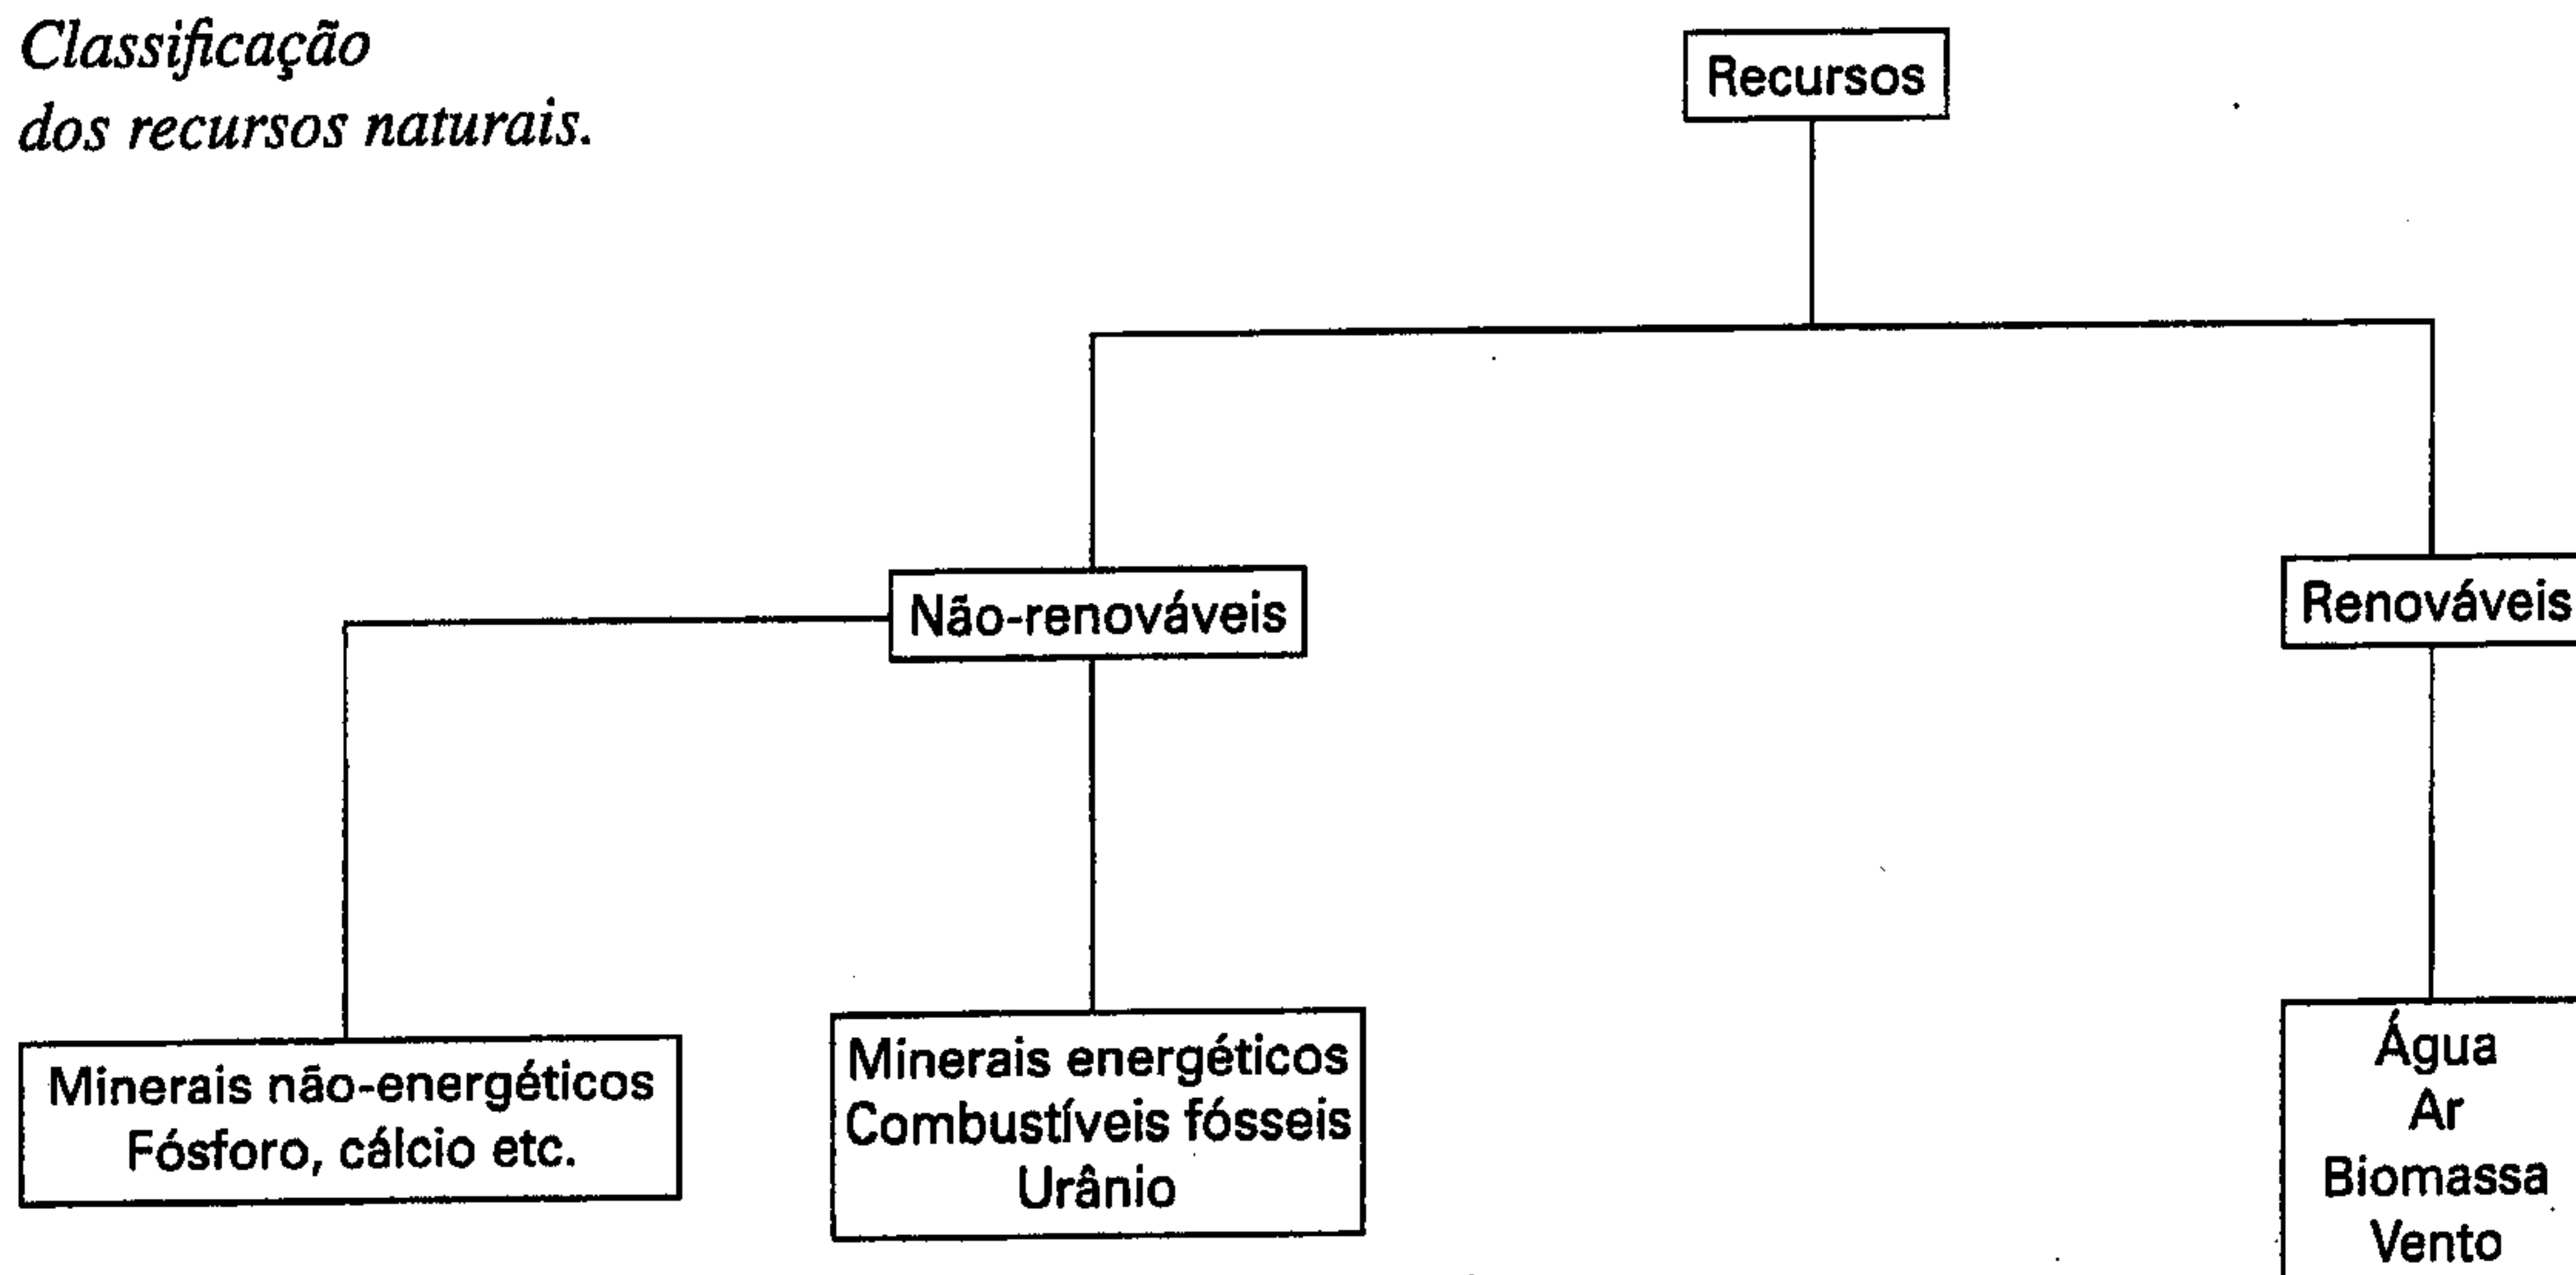 Classificação
dos recursos naturais.
Recursos
Não-renováveis
Renováveis
Minerais não-energéticos
Fósforo, cálcio etc.
Minerais energéticos
Combustíveis fósseis
Urânio
Água
Ar
Biomassa
Vento